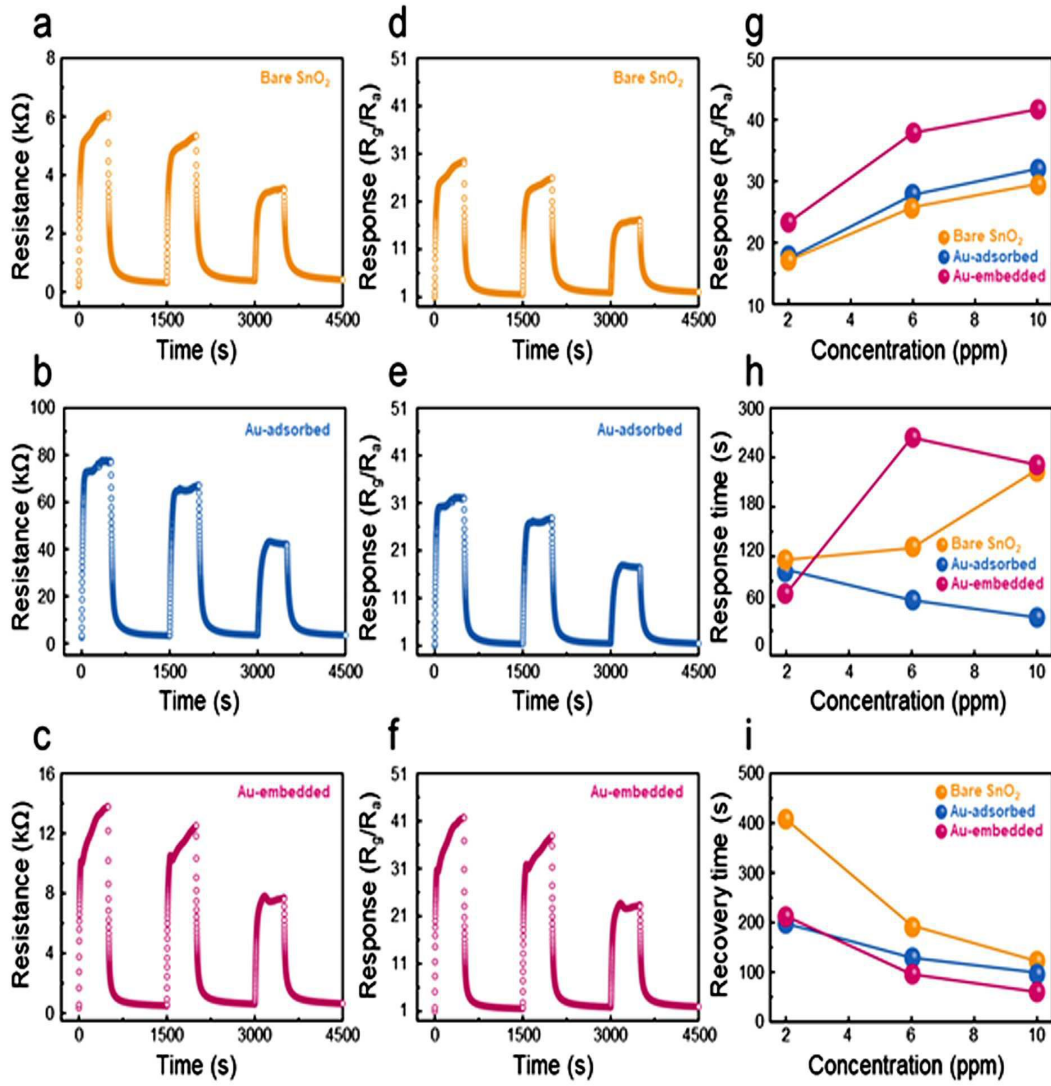 a
8
6
4
2
0
Resistance (kΩ)
Bare SnO₂
0 1500 3000 4500
Time (s)
d
51
41
31
21
11
1
Response (Rg/Ra)
Bare SnO₂
0 1500 3000 4500
Time (s)
g
50
40
30
20
10
Response (Rg/Ra)
Bare SnO₂
Au-adsorbed
Au-embedded
2 4 6 8 10
Concentration (ppm)
b
100
80
60
40
20
0
Resistance (kΩ)
Au-adsorbed
0 1500 3000 4500
Time (s)
e
51
41
31
21
11
1
Response (Rg/Ra)
Au-adsorbed
0 1500 3000 4500
Time (s)
h
300
240
180
120
60
0
Response time (s)
Bare SnO₂
Au-adsorbed
Au-embedded
2 4 6 8 10
Concentration (ppm)
c
16
12
8
4
0
Resistance (kΩ)
Au-embedded
0 1500 3000 4500
Time (s)
f
51
41
31
21
11
1
Response (Rg/Ra)
Au-embedded
0 1500 3000 4500
Time (s)
i
500
400
300
200
100
0
Recovery time (s)
Bare SnO₂
Au-adsorbed
Au-embedded
2 4 6 8 10
Concentration (ppm)